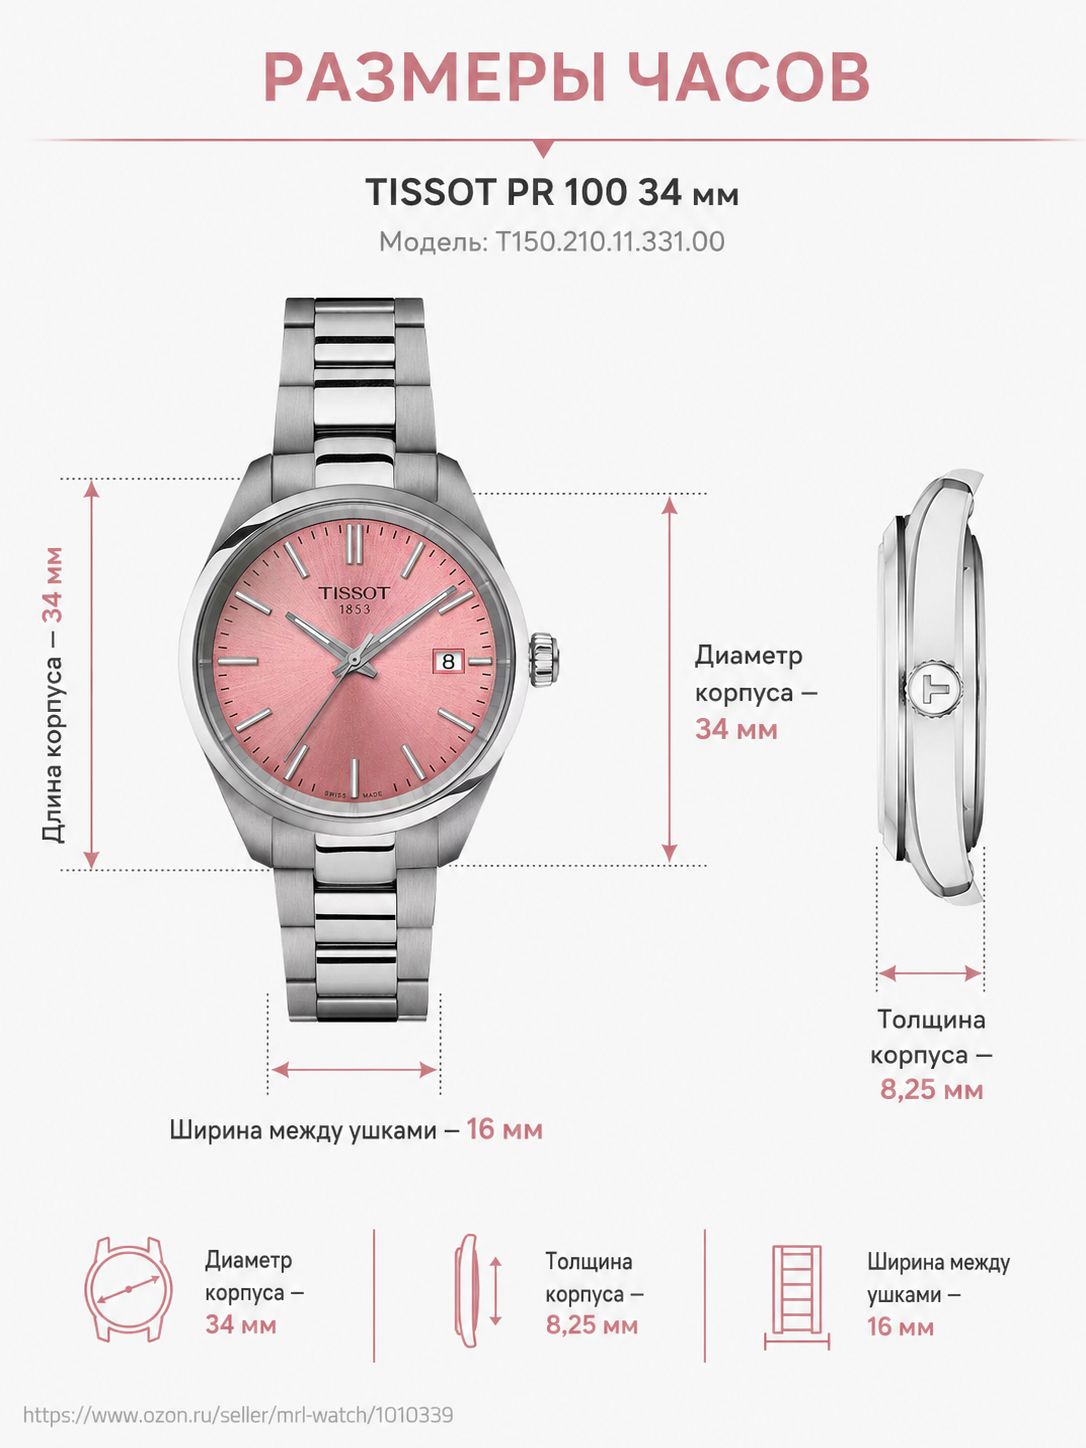 РАЗМЕРЫ ЧАСОВ
TISSOT PR 100 34 мм
Модель: T150.210.11.331.00
TISSOT
1853
8
SWISS MADE
T
Длина корпуса – 34 мм
Диаметр
корпуса –
34 мм
Толщина
корпуса –
8,25 мм
Ширина между ушками – 16 мм
Диаметр
корпуса –
34 мм
Толщина
корпуса –
8,25 мм
Ширина между
ушками –
16 мм
https://www.ozon.ru/seller/mrl-watch/1010339